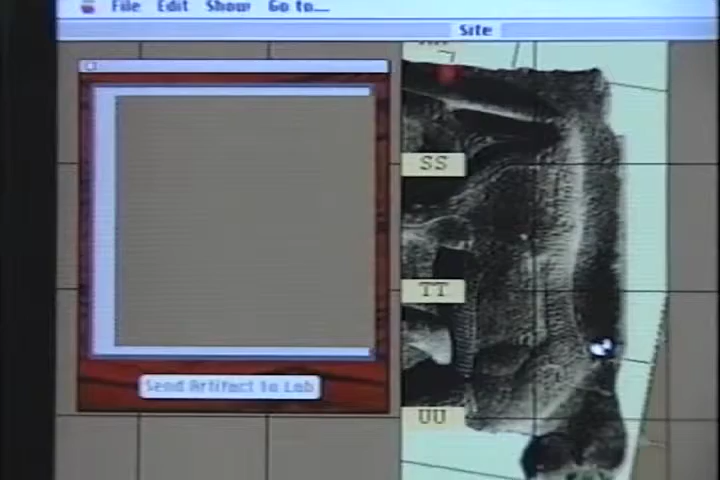 File Edit Show Go to...
Site
SS
TT
Send Artifact to Lab
UU